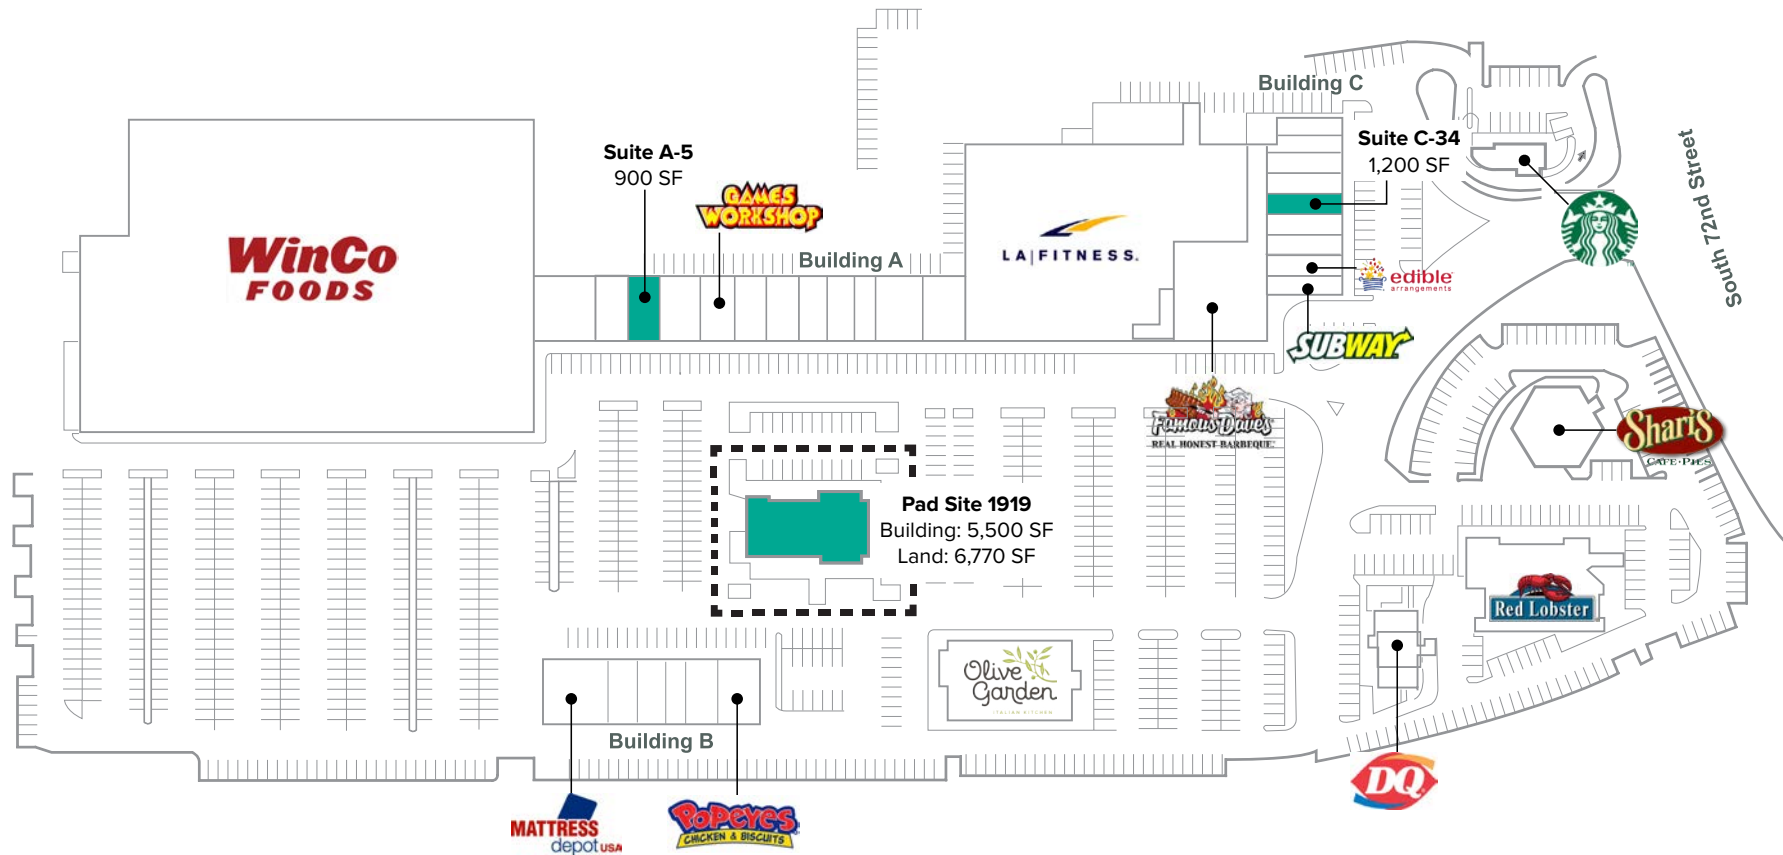 Building C
Suite A-5
900 SF
Suite C-34
1,200 SF
South 72nd Street
GAMES
WORKSHOP
WinCo
FOODS
Building A
LA|FITNESS.
edible
arrangements
SUBWAY
Famous Dave's
REAL HONEST BARBEQUE
Shari's
CAFE • PIES
Pad Site 1919
Building: 5,500 SF
Land: 6,770 SF
Red Lobster
Olive
Garden
ITALIAN KITCHEN
Building B
DQ
MATTRESS
depot USA
POPEYES
CHICKEN & BISCUITS